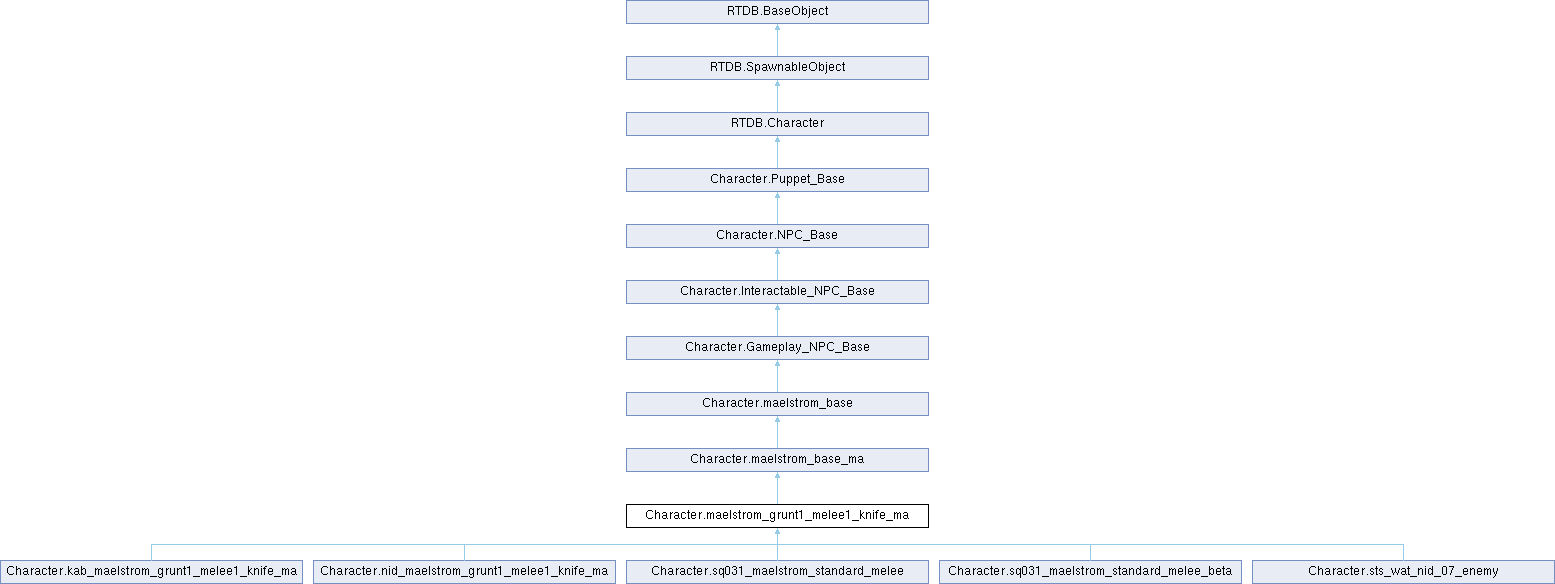 RTDB.BaseObject
RTDB.SpawnableObject
RTDB.Character
Character.Puppet_Base
Character.NPC_Base
Character.Interactable_NPC_Base
Character.Gameplay_NPC_Base
Character.maelstrom_base
Character.maelstrom_base_ma
Character.maelstrom_grunt1_melee1_knife_ma
Character.kab_maelstrom_grunt1_melee1_knife_ma
Character.nid_maelstrom_grunt1_melee1_knife_ma
Character.sq031_maelstrom_standard_melee
Character.sq031_maelstrom_standard_melee_beta
Character.sts_wat_nid_07_enemy